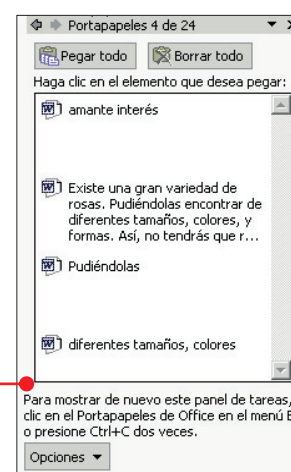 Portapapeles 4 de 24
Pegar todo Borrar todo
Haga clic en el elemento que desea pegar:
amante interés
Existe una gran variedad de
rosas. Pudiéndolas encontrar de
diferentes tamaños, colores, y
formas. Así, no tendrás que r...
Pudiéndolas
diferentes tamaños, colores
Para mostrar de nuevo este panel de tareas,
clic en el Portapapeles de Office en el menú
o presione Ctrl+C dos veces.
Opciones